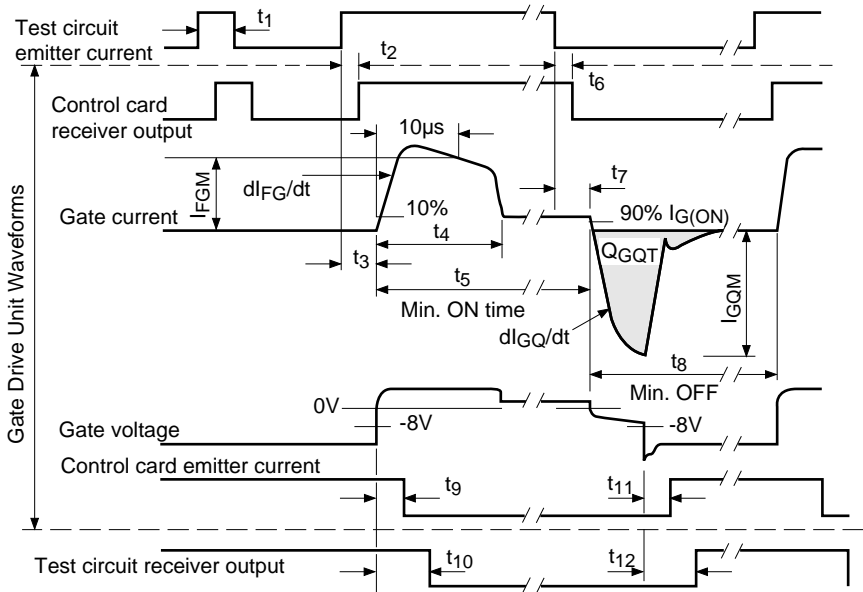 Test circuit
emitter current
t1
t2
t6
Control card
receiver output
10µs
IFGM
dIFG/dt
t7
Gate current
10%
90% IG(ON)
t4
QGQT
t3
t5
IGQM
Min. ON time
dIGQ/dt
t8
Min. OFF
0V
Gate voltage
-8V
-8V
Control card emitter current
t9
t11
Test circuit receiver output
t10
t12
Gate Drive Unit Waveforms